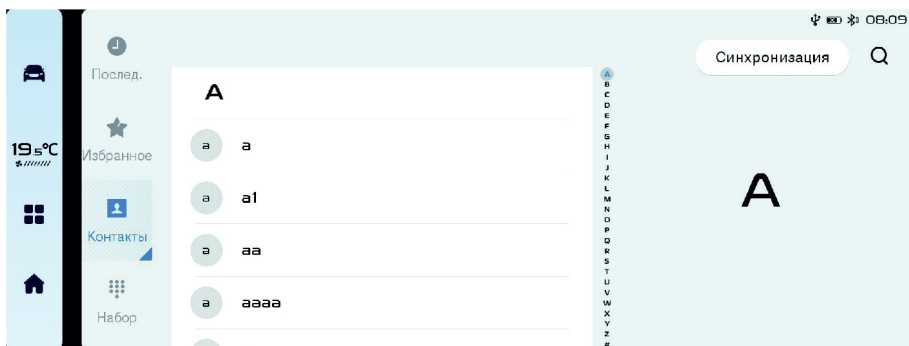 08:09
Синхронизация
19.5°C
Послед.
Избранное
Контакты
Набор
A
a a
a a1
a aa
a aaaa
A
B
C
D
E
F
G
H
I
J
K
L
M
N
O
P
Q
R
S
T
U
V
W
X
Y
Z
#
A